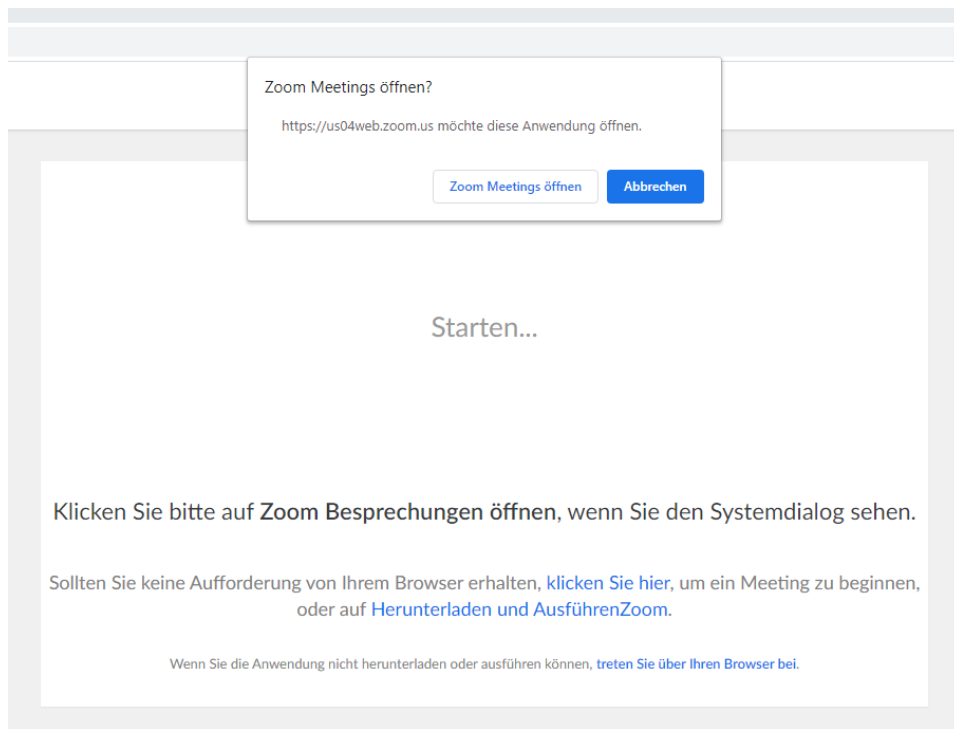 Zoom Meetings öffnen?
https://us04web.zoom.us möchte diese Anwendung öffnen.
Zoom Meetings öffnen
Abbrechen
Starten...
Klicken Sie bitte auf Zoom Besprechungen öffnen, wenn Sie den Systemdialog sehen.
Sollten Sie keine Aufforderung von Ihrem Browser erhalten, klicken Sie hier, um ein Meeting zu beginnen,
oder auf Herunterladen und AusführenZoom.
Wenn Sie die Anwendung nicht herunterladen oder ausführen können, treten Sie über Ihren Browser bei.